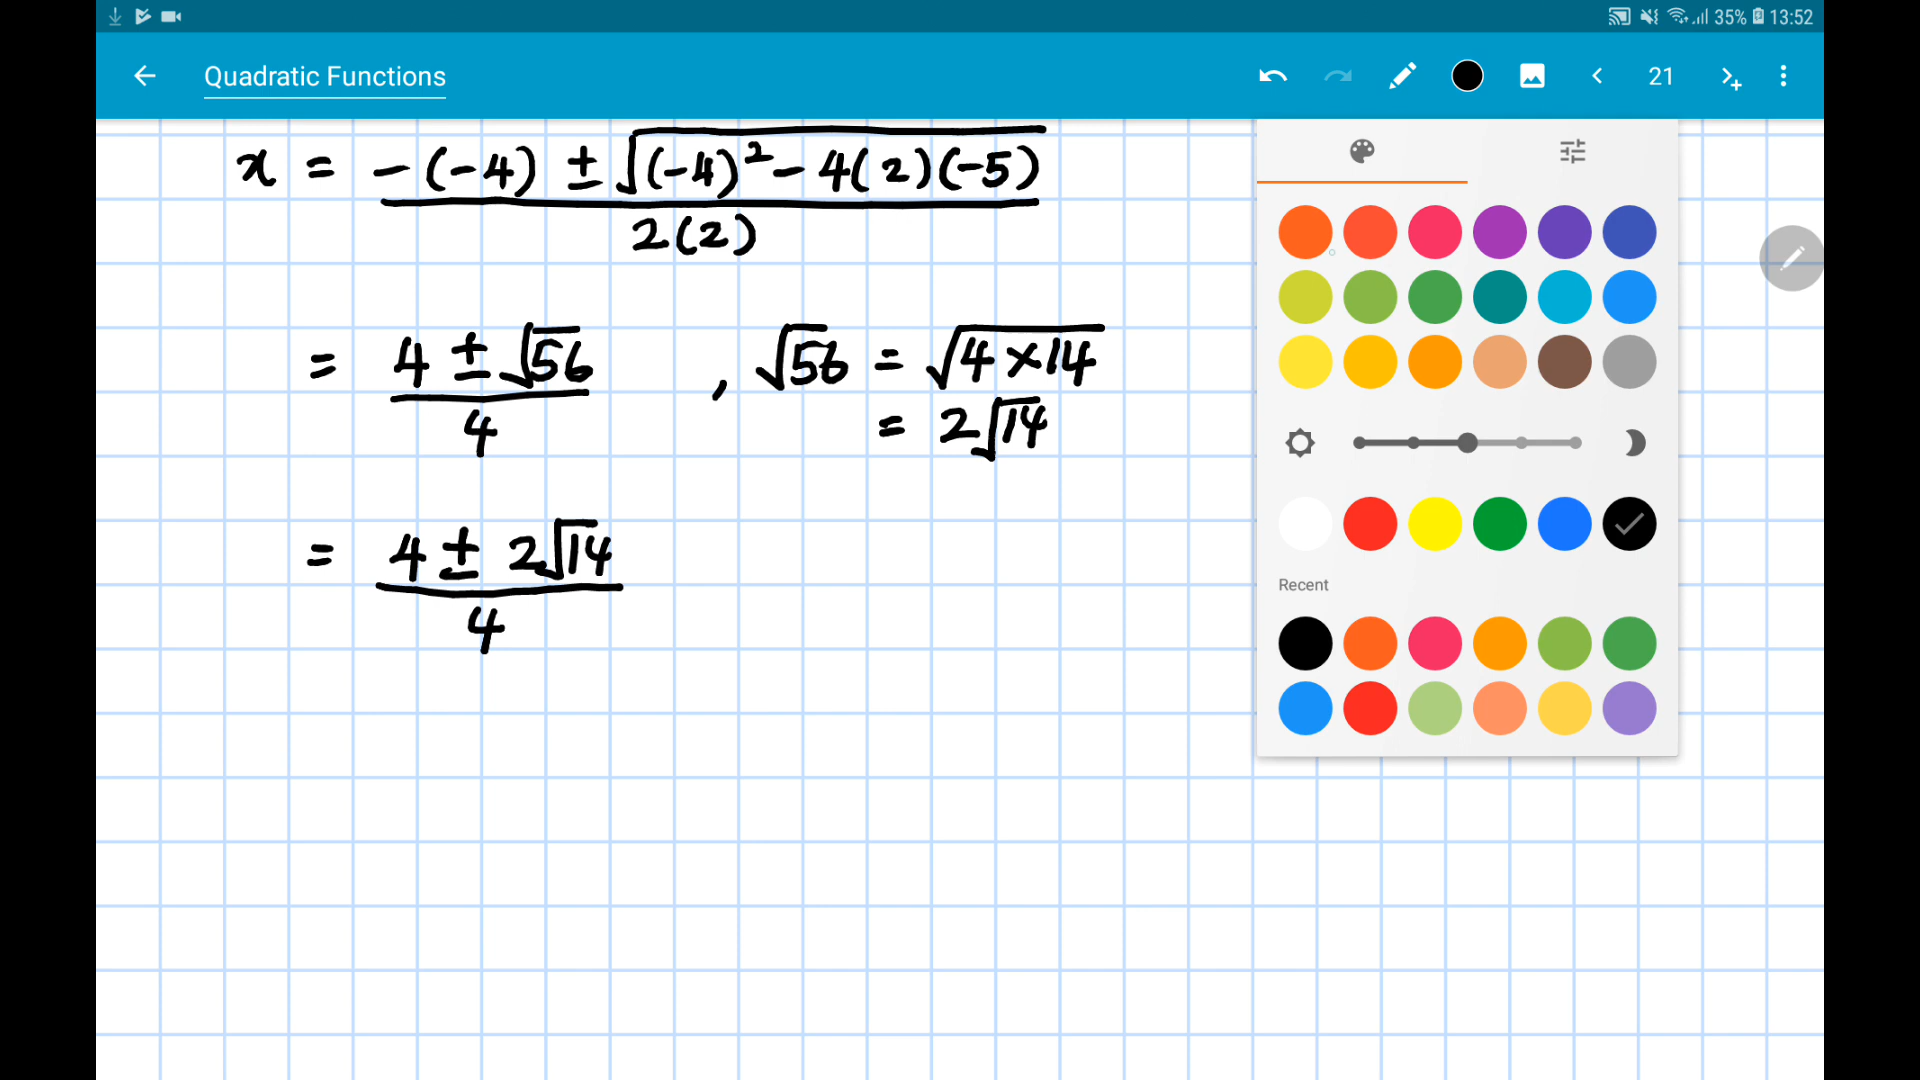 35% 13:52
Quadratic Functions 21
x = -(-4) ± √(-4)² - 4(2)(-5)
2(2)
= 4 ± √56 , √56 = √4 × 14
4 = 2√14
= 4 ± 2√14
4
Recent